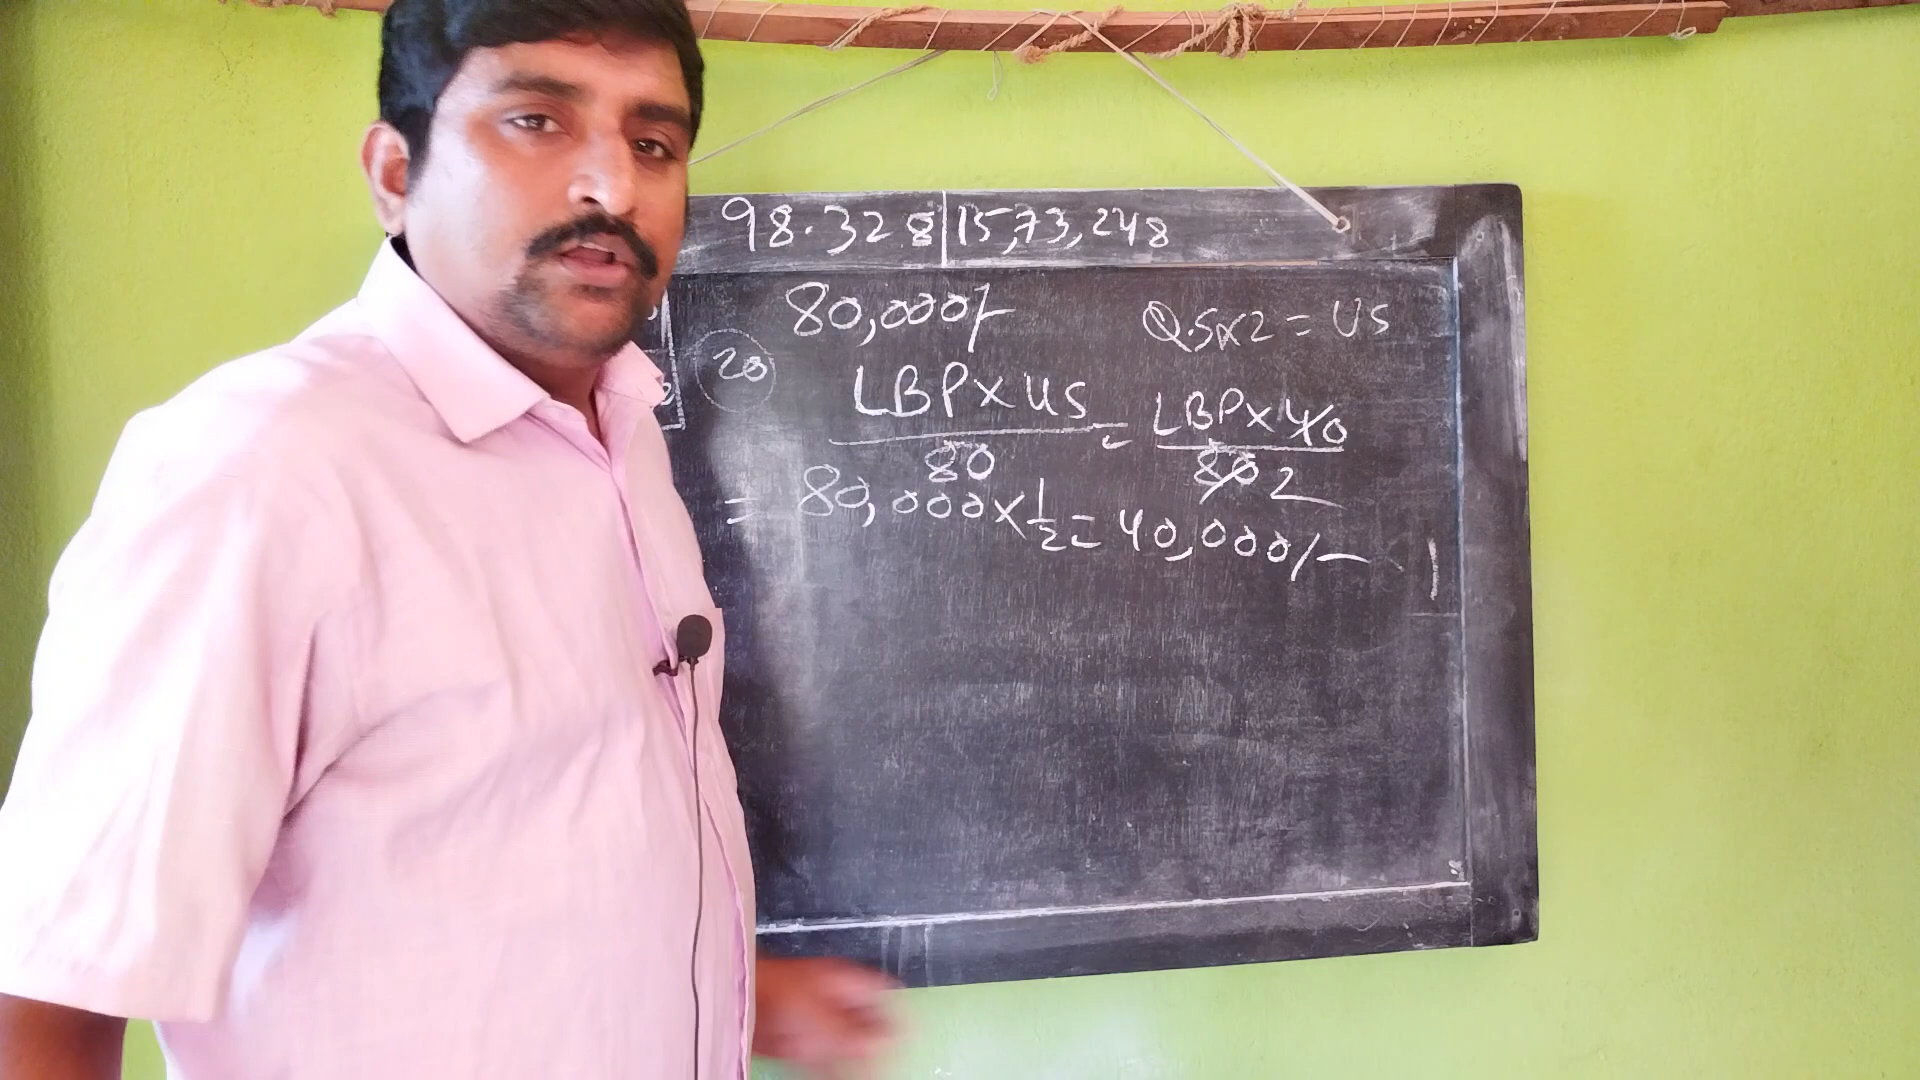 98.328|15,73,248
80,000/-
Q.S×2 = US
20
LBP×US / 80 = LBP×40 / 80 2
= 80,000×1/2 = 40,000/-